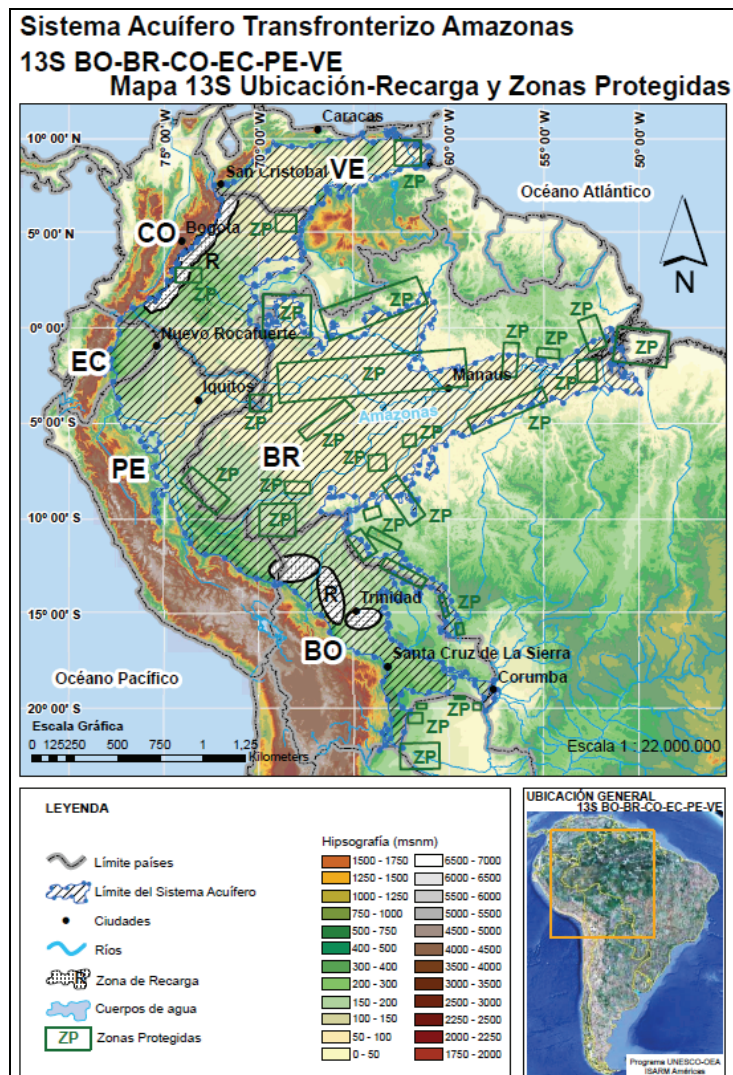 Sistema Acuífero Transfronterizo Amazonas
13S BO-BR-CO-EC-PE-VE
Mapa 13S Ubicación-Recarga y Zonas Protegidas
Caracas
10° 00' N
75° 00' W
70° 00' W
60° 00' W
55° 00' W
50° 00' W
San Cristobal
VE
ZP
Océano Atlántico
CO
Bogota
ZP
5° 00' N
R
N
ZP
ZP
ZP
ZP
ZP
0° 00'
Nuevo Rocafuerte
ZP
EC
ZP
Manaus
ZP
Iquitos
Amazonas
5° 00' S
ZP
ZP
ZP
ZP
BR
PE
ZP
ZP
ZP
ZP
10° 00' S
ZP
ZP
R
Trinidad
ZP
15° 00' S
BO
Santa Cruz de La Sierra
Océano Pacífico
Corumba
20° 00' S
ZP
ZP
ZP
Escala Gráfica
0 125250 500 750 1 1,25
Kilometers
Escala 1 : 22.000.000
LEYENDA
Límite países
Límite del Sistema Acuífero
Ciudades
Ríos
R Zona de Recarga
Cuerpos de agua
ZP Zonas Protegidas
Hipsografía (msnm)
1500 - 1750 6500 - 7000
1250 - 1500 6000 - 6500
1000 - 1250 5500 - 6000
750 - 1000 5000 - 5500
500 - 750 4500 - 5000
400 - 500 4000 - 4500
300 - 400 3500 - 4000
200 - 300 3000 - 3500
150 - 200 2500 - 3000
100 - 150 2250 - 2500
50 - 100 2000 - 2250
0 - 50 1750 - 2000
UBICACIÓN GENERAL
13S BO-BR-CO-EC-PE-VE
Programa UNESCO-OEA
ISARM Américas